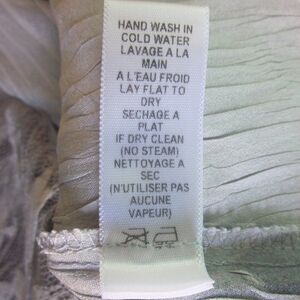 HAND WASH IN
COLD WATER
LAVAGE A LA
MAIN
A L'EAU FROID
LAY FLAT TO
DRY
SECHAGE A
PLAT
IF DRY CLEAN
(NO STEAM)
NETTOYAGE A
SEC
(N'UTILISER PAS
AUCUNE
VAPEUR)